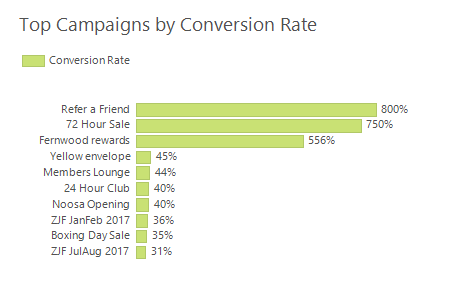 Top Campaigns by Conversion Rate
Conversion Rate
Refer a Friend 800%
72 Hour Sale 750%
Fernwood rewards 556%
Yellow envelope 45%
Members Lounge 44%
24 Hour Club 40%
Noosa Opening 40%
ZJF JanFeb 2017 36%
Boxing Day Sale 35%
ZJF JulAug 2017 31%